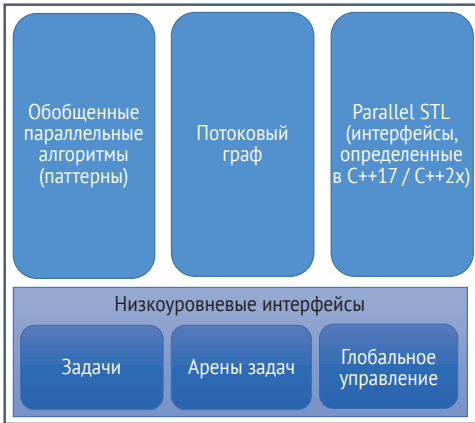 Обобщенные
параллельные
алгоритмы
(паттерны)
Потоковый
граф
Parallel STL
(интерфейсы,
определенные
в C++17 / C++2x)
Низкоуровневые интерфейсы
Задачи
Арены задач
Глобальное
управление